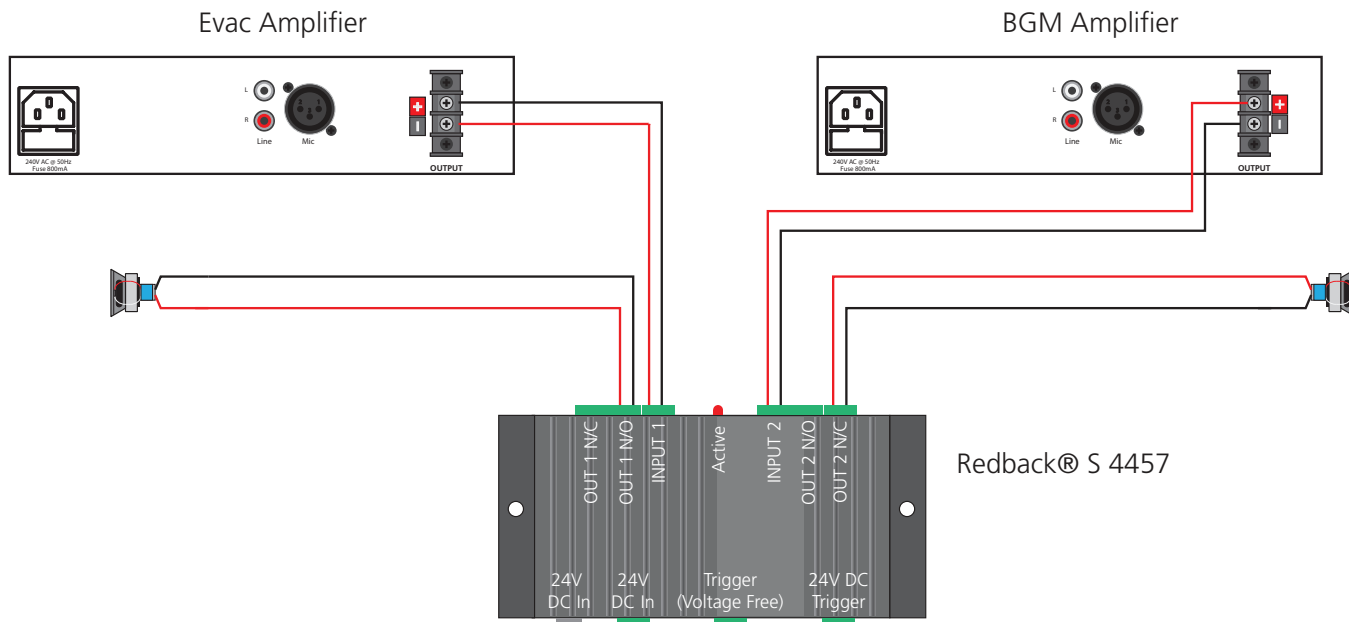 Evac Amplifier
BGM Amplifier
L
R
Line
Mic
+
–
OUTPUT
240V AC @ 50Hz
Fuse 800mA
L
R
Line
Mic
+
–
OUTPUT
240V AC @ 50Hz
Fuse 800mA
OUT 1 N/C
OUT 1 N/O
INPUT 1
Active
INPUT 2
OUT 2 N/O
OUT 2 N/C
Redback® S 4457
24V
DC In
24V
DC In
Trigger
(Voltage Free)
24V DC
Trigger